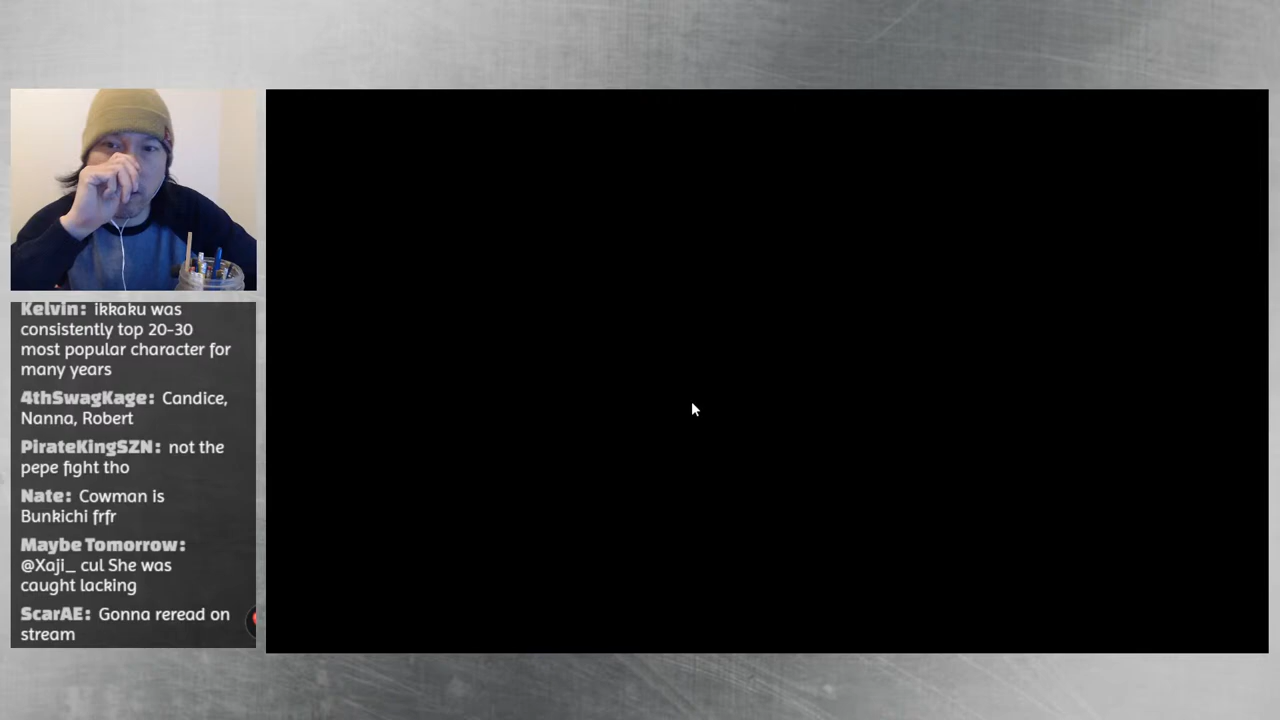 Kelvin: ikkaku was
consistently top 20-30
most popular character for
many years
4thSwagKage: Candice,
Nanna, Robert
PirateKingSZN: not the
pepe fight tho
Nate: Cowman is
Bunkichi frfr
Maybe Tomorrow:
@Xaji_ cul She was
caught lacking
ScarAE: Gonna reread on
stream